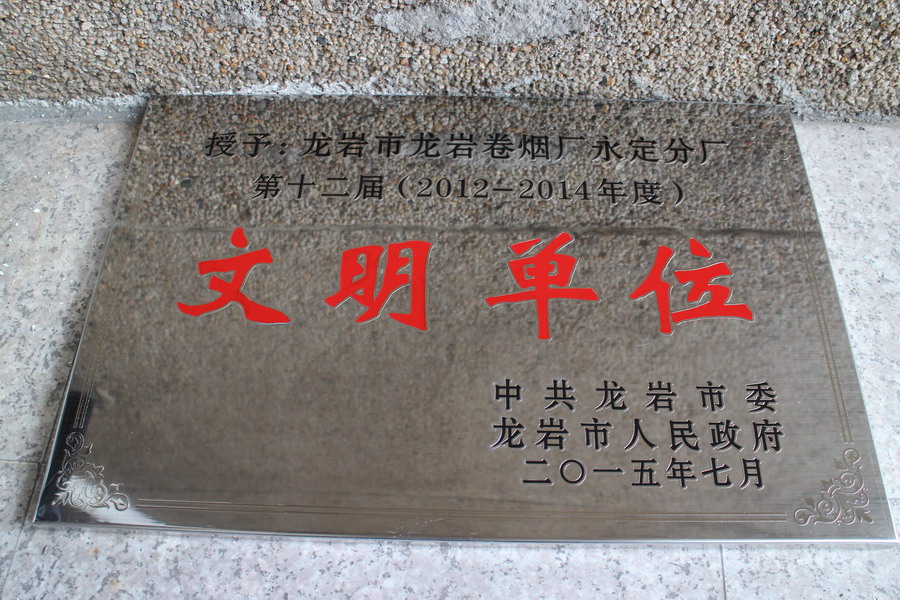 授予：龙岩市龙岩卷烟厂永定分厂
第十二届（2012-2014年度）
文明单位
中共龙岩市委
龙岩市人民政府
二〇一五年七月